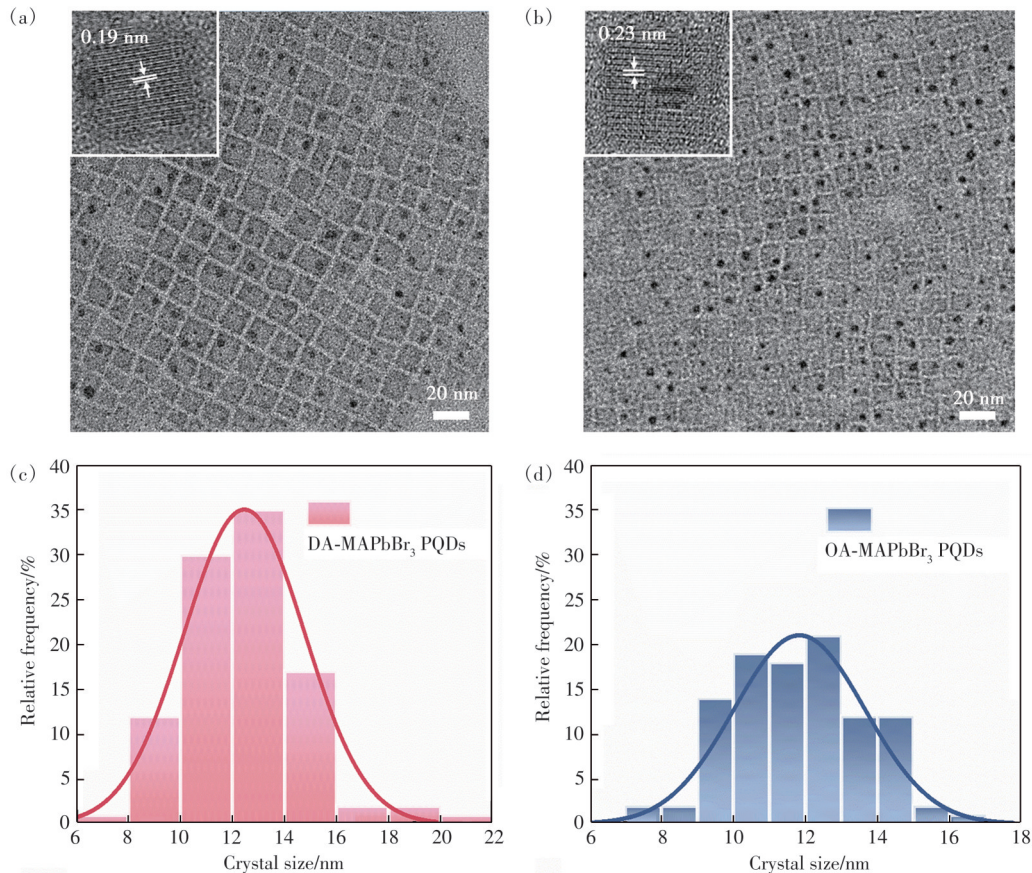 (a)
0.19 nm
20 nm
(b)
0.23 nm
20 nm
(c)
40
35
30
25
20
15
10
5
0
Relative frequency/%
DA-MAPbBr₃ PQDs
6 8 10 12 14 16 18 20 22
Crystal size/nm
(d)
40
35
30
25
20
15
10
5
0
Relative frequency/%
OA-MAPbBr₃ PQDs
6 8 10 12 14 16 18
Crystal size/nm